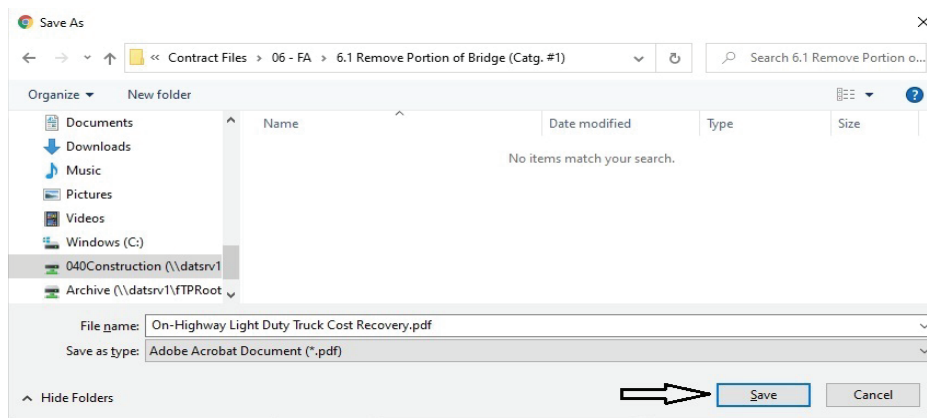 Save As
« Contract Files > 06 - FA > 6.1 Remove Portion of Bridge (Catg. #1)
Search 6.1 Remove Portion o...
Organize
New folder
Name
Date modified
Type
Size
No items match your search.
Documents
Downloads
Music
Pictures
Videos
Windows (C:)
040Construction (\\datsrv1
Archive (\\datsrv1\fTPRoot
File name: On-Highway Light Duty Truck Cost Recovery.pdf
Save as type: Adobe Acrobat Document (*.pdf)
Hide Folders
Save
Cancel